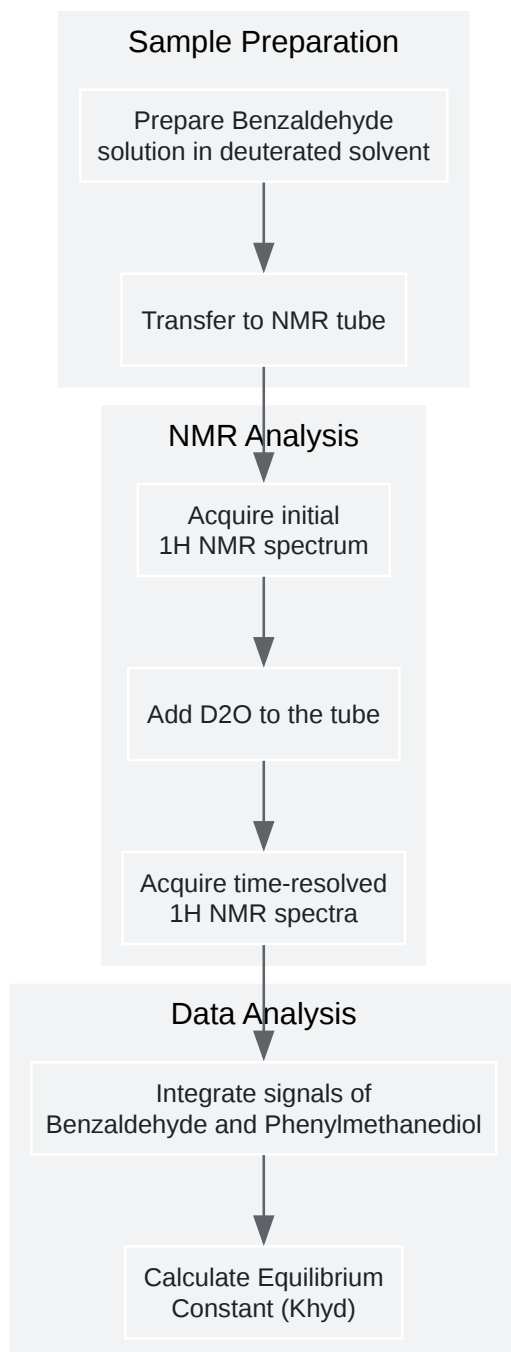 Sample Preparation
Prepare Benzaldehyde
solution in deuterated solvent
Transfer to NMR tube
NMR Analysis
Acquire initial
1H NMR spectrum
Add D2O to the tube
Acquire time-resolved
1H NMR spectra
Data Analysis
Integrate signals of
Benzaldehyde and Phenylmethanediol
Calculate Equilibrium
Constant (Khyd)